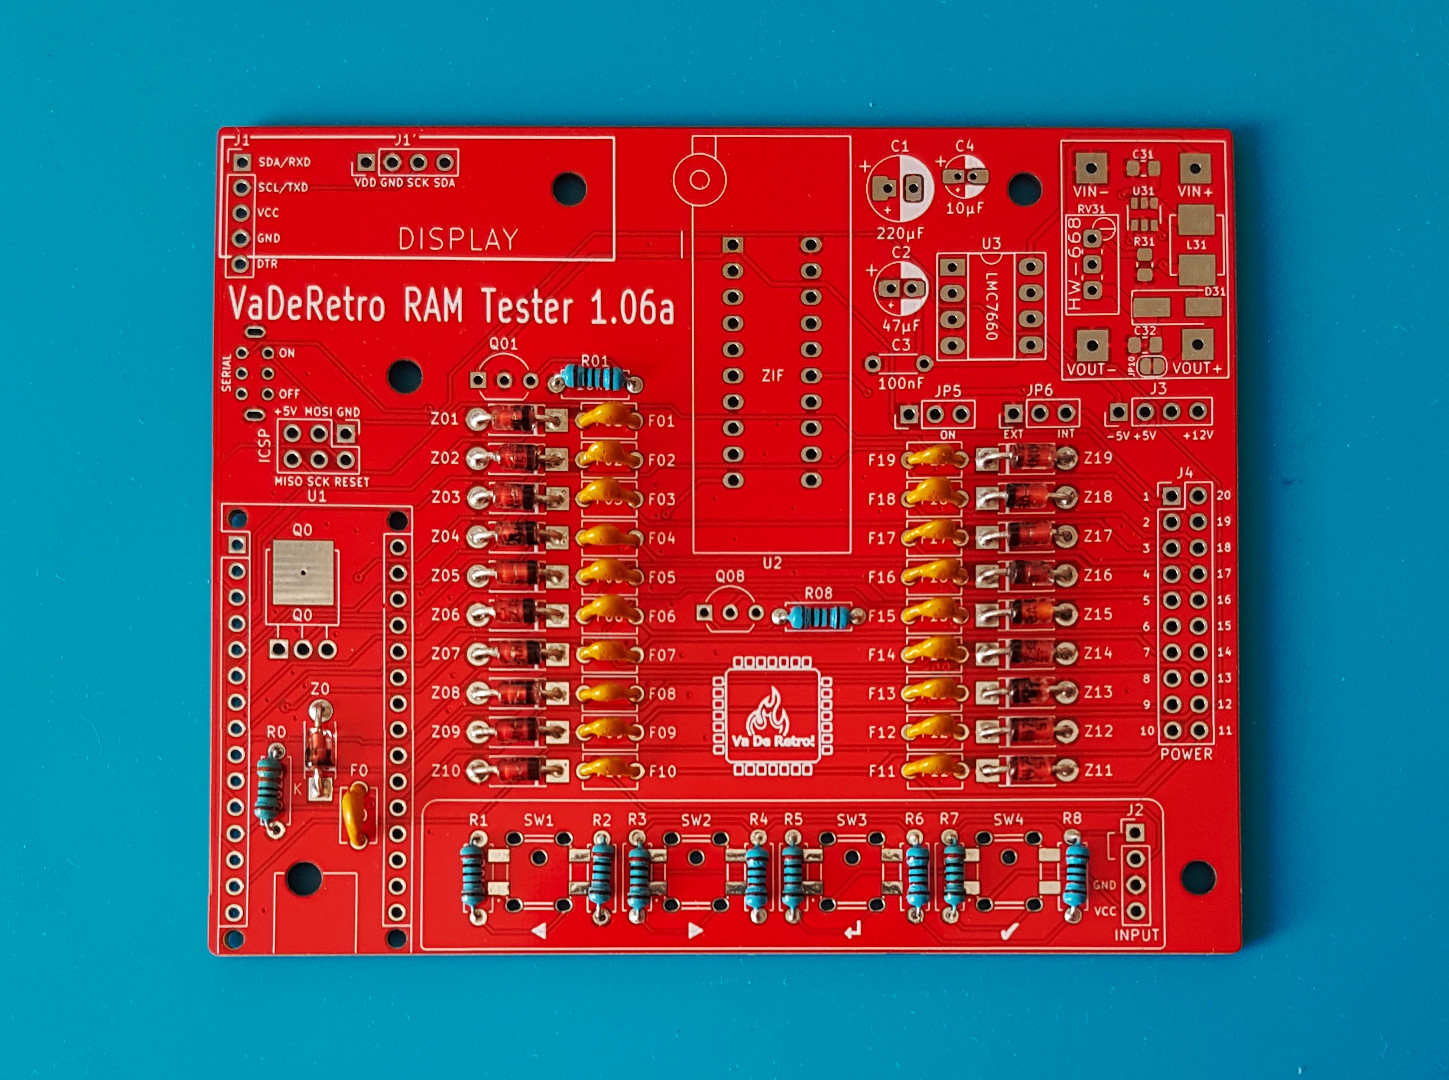 J1
J1'
SDA/RXD
SCL/TXD
VCC
GND
DTR
VDD GND SCK SDA
DISPLAY
VaDeRetro RAM Tester 1.06a
SERIAL
ON
OFF
+5V MOSI GND
ICSP
MISO SCK RESET
U1
Q0
Q0
Z0
R0
K
F0
Q01
R01
Z01
F01
Z02
F02
Z03
F03
Z04
F04
Z05
F05
Z06
F06
Z07
F07
Z08
F08
Z09
F09
Z10
F10
ZIF
U2
Q08
R08
Va De Retro!
C1
220µF
C4
10µF
C2
47µF
C3
100nF
U3
LMC7660
VIN-
C31
VIN+
U31
RV31
HW-668
R31
L31
D31
C32
VOUT-
JP10
VOUT+
JP5
ON
JP6
EXT INT
J3
-5V +5V +12V
F19
Z19
F18
Z18
F17
Z17
F16
Z16
F15
Z15
F14
Z14
F13
Z13
F12
Z12
F11
Z11
J4
1 20
2 19
3 18
4 17
5 16
6 15
7 14
8 13
9 12
10 11
POWER
R1 SW1 R2 R3 SW2 R4 R5 SW3 R6 R7 SW4 R8
J2
GND
VCC
INPUT